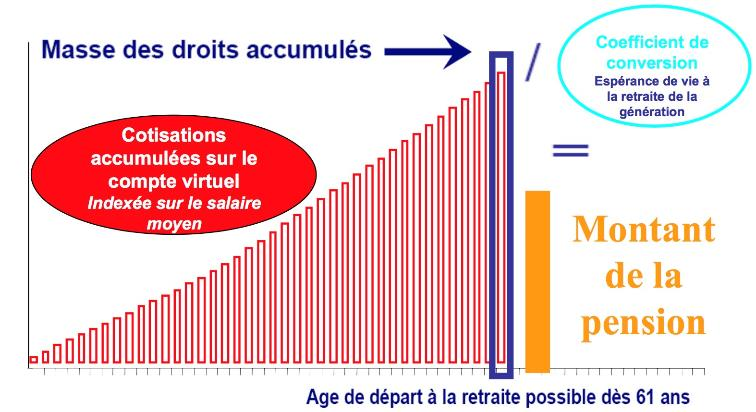 Masse des droits accumulés
/
Coefficient de
conversion
Espérance de vie à
la retraite de la
génération
Cotisations
accumulées sur le
compte virtuel
Indexée sur le salaire
moyen
=
Montant
de la
pension
Age de départ à la retraite possible dès 61 ans